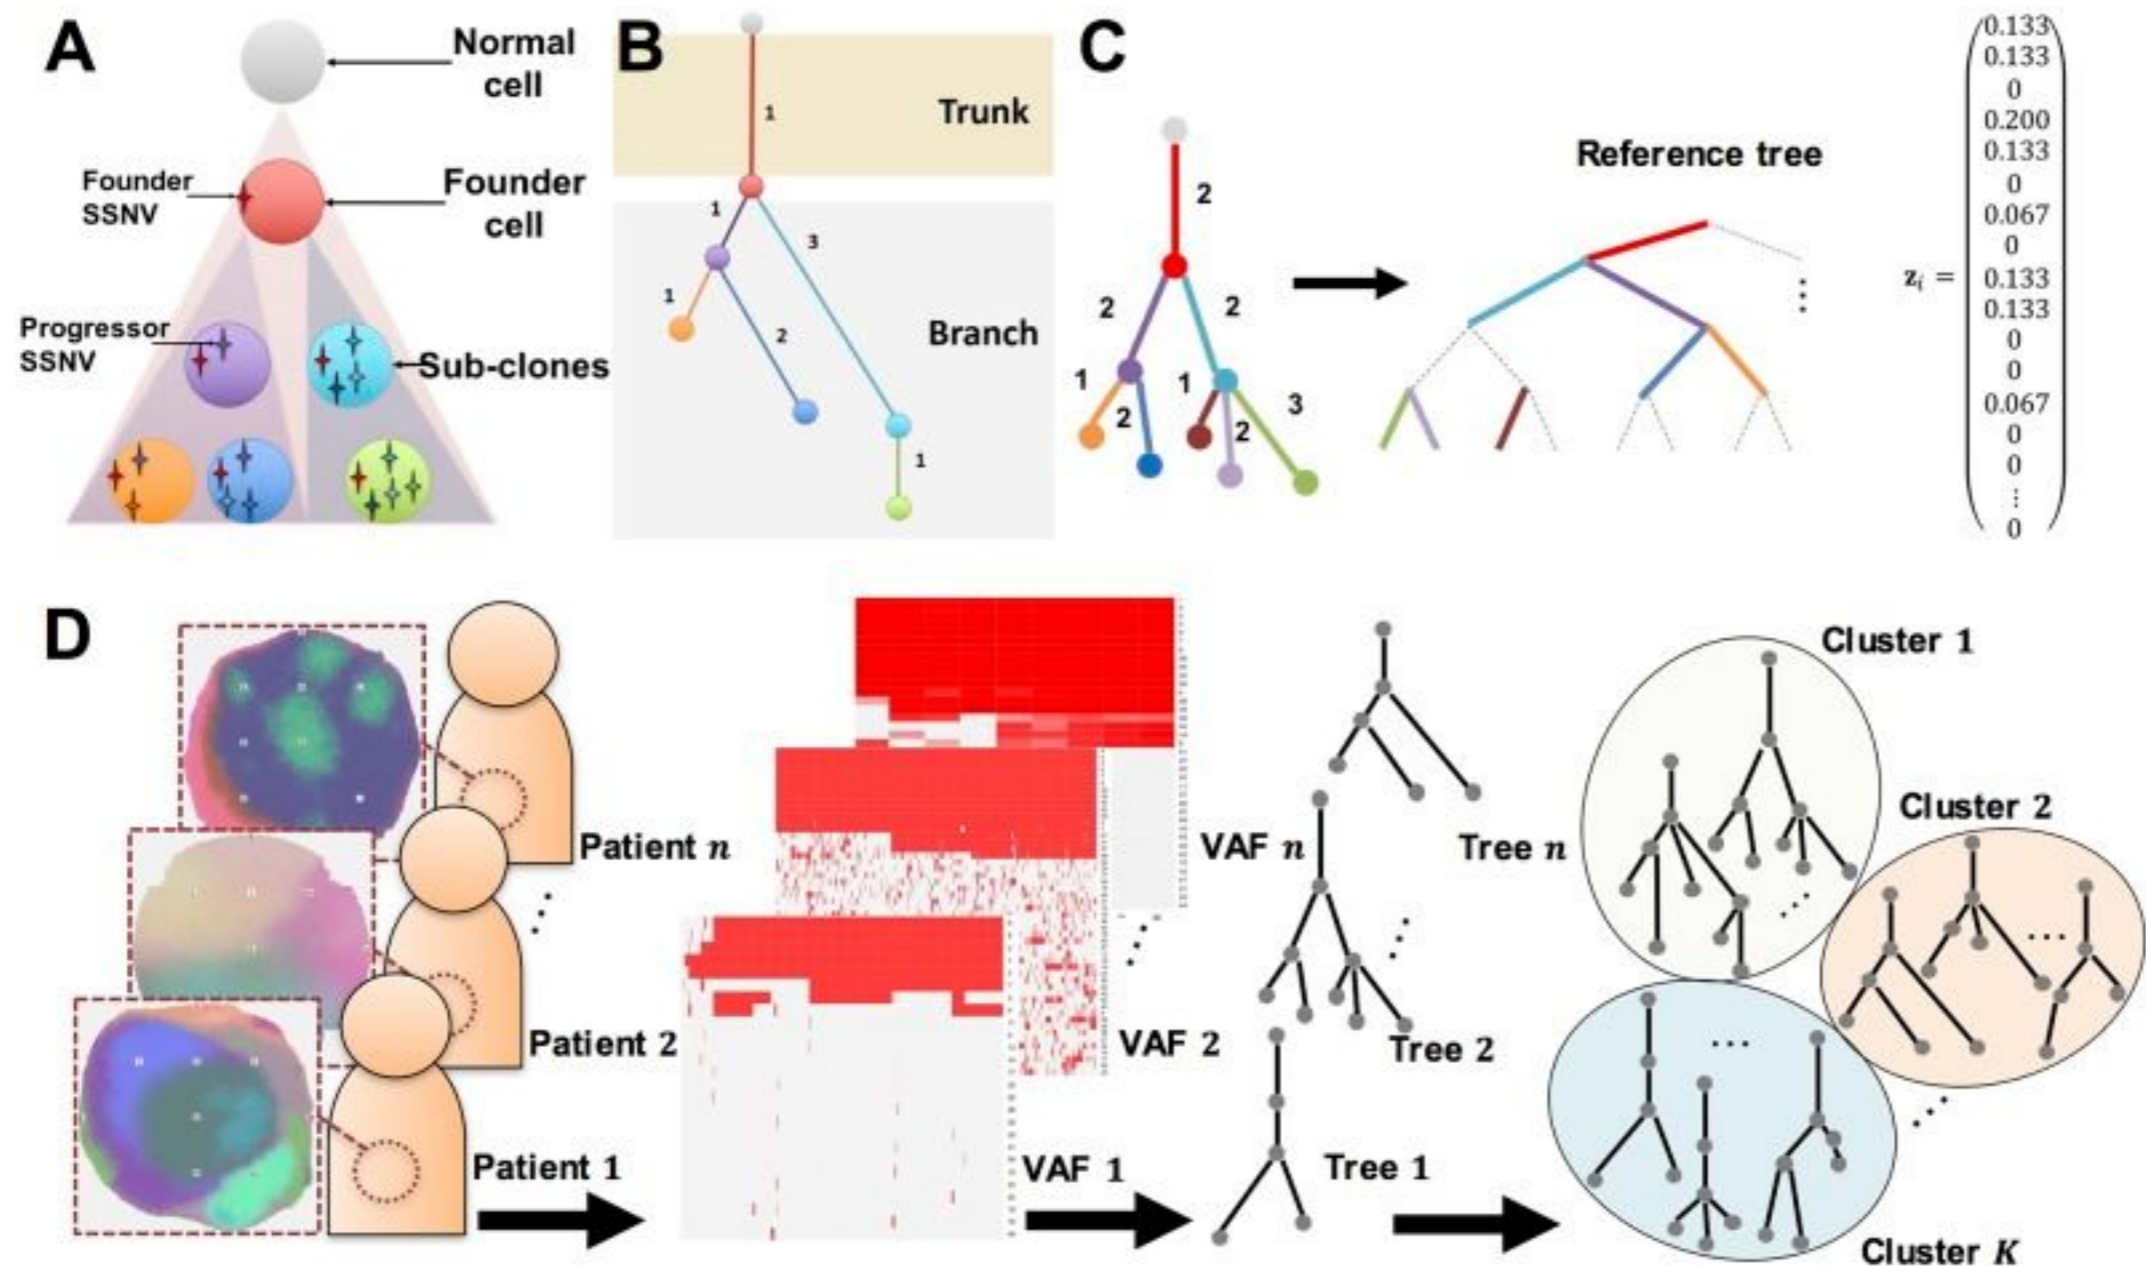 A
Normal
cell
Founder
SSNV
Founder
cell
Progressor
SSNV
Sub-clones
B
1
Trunk
1
3
1
2
Branch
1
C
2
2
2
1
2
1
2
3
Reference tree
⋮
z_i =
0.133
0.133
0
0.200
0.133
0
0.067
0
0.133
0.133
0
0
0.067
0
0
⋮
0
D
Patient n
Patient 2
Patient 1
VAF n
VAF 2
VAF 1
Tree n
Tree 2
Tree 1
Cluster 1
Cluster 2
Cluster K